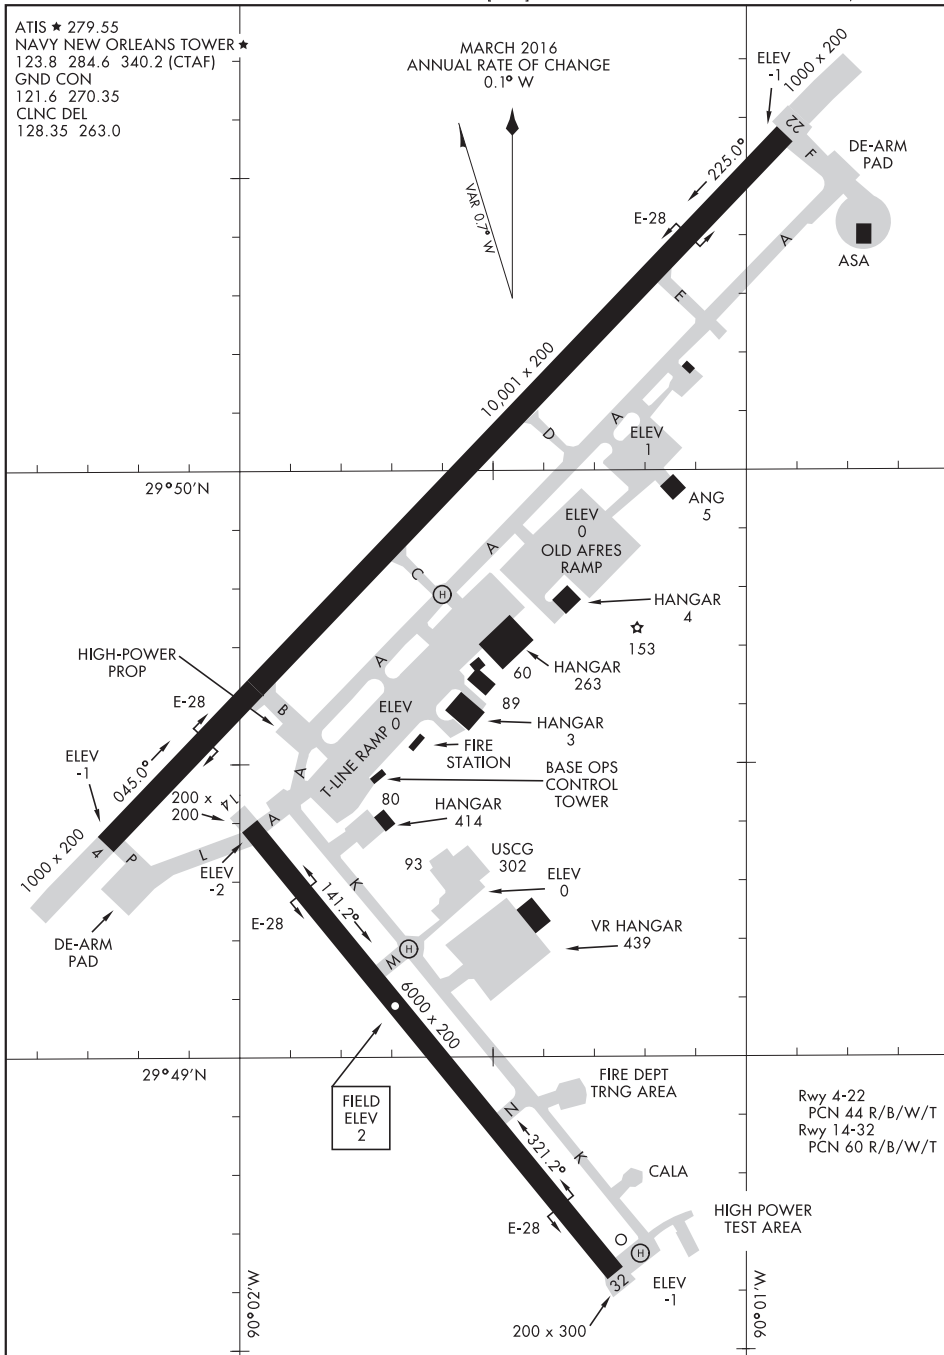 ATIS ★ 279.55
NAVY NEW ORLEANS TOWER ★
123.8 284.6 340.2 (CTAF)
GND CON
121.6 270.35
CLNC DEL
128.35 263.0
MARCH 2016
ANNUAL RATE OF CHANGE
0.1° W
VAR 0.7° W
ELEV
-1
1000 x 200
22
F
DE-ARM
PAD
225.0°
E-28
A
ASA
E
10,001 x 200
D
A
ELEV
1
29°50'N
ANG
5
ELEV
0
OLD AFRES
RAMP
A
C
H
HANGAR
4
153
HIGH-POWER
PROP
A
60
HANGAR
263
E-28
B
ELEV
0
89
HANGAR
3
T-LINE RAMP
FIRE
STATION
ELEV
-1
045.0°
A
BASE OPS
CONTROL
TOWER
200 x
200
14
A
80
HANGAR
414
4
P
L
1000 x 200
ELEV
-2
K
93
USCG
302
ELEV
0
141.2°
E-28
DE-ARM
PAD
VR HANGAR
439
H
M
6000 x 200
29°49'N
FIELD
ELEV
2
FIRE DEPT
TRNG AREA
N
Rwy 4-22
PCN 44 R/B/W/T
Rwy 14-32
PCN 60 R/B/W/T
321.2°
K
CALA
HIGH POWER
TEST AREA
E-28
H
32
ELEV
-1
200 x 300
90°02'W
90°01'W